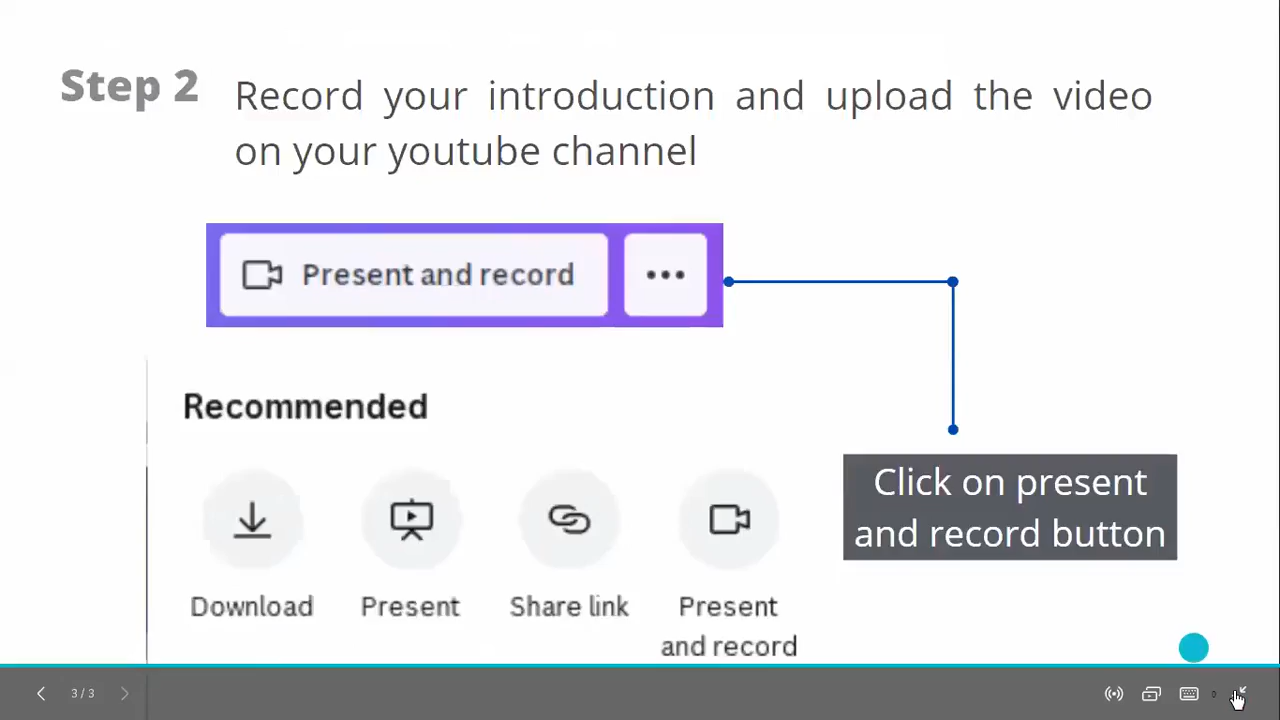 Step 2
Record your introduction and upload the video
on your youtube channel
Present and record
Recommended
Click on present
and record button
Download
Present
Share link
Present
and record
3 / 3